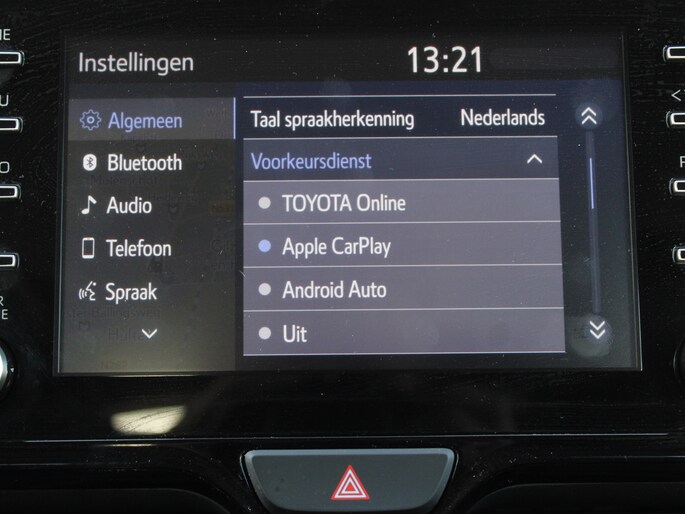 Instellingen 13:21
Algemeen
Bluetooth
Audio
Telefoon
Spraak
Taal spraakherkenning Nederlands
Voorkeursdienst
TOYOTA Online
Apple CarPlay
Android Auto
Uit